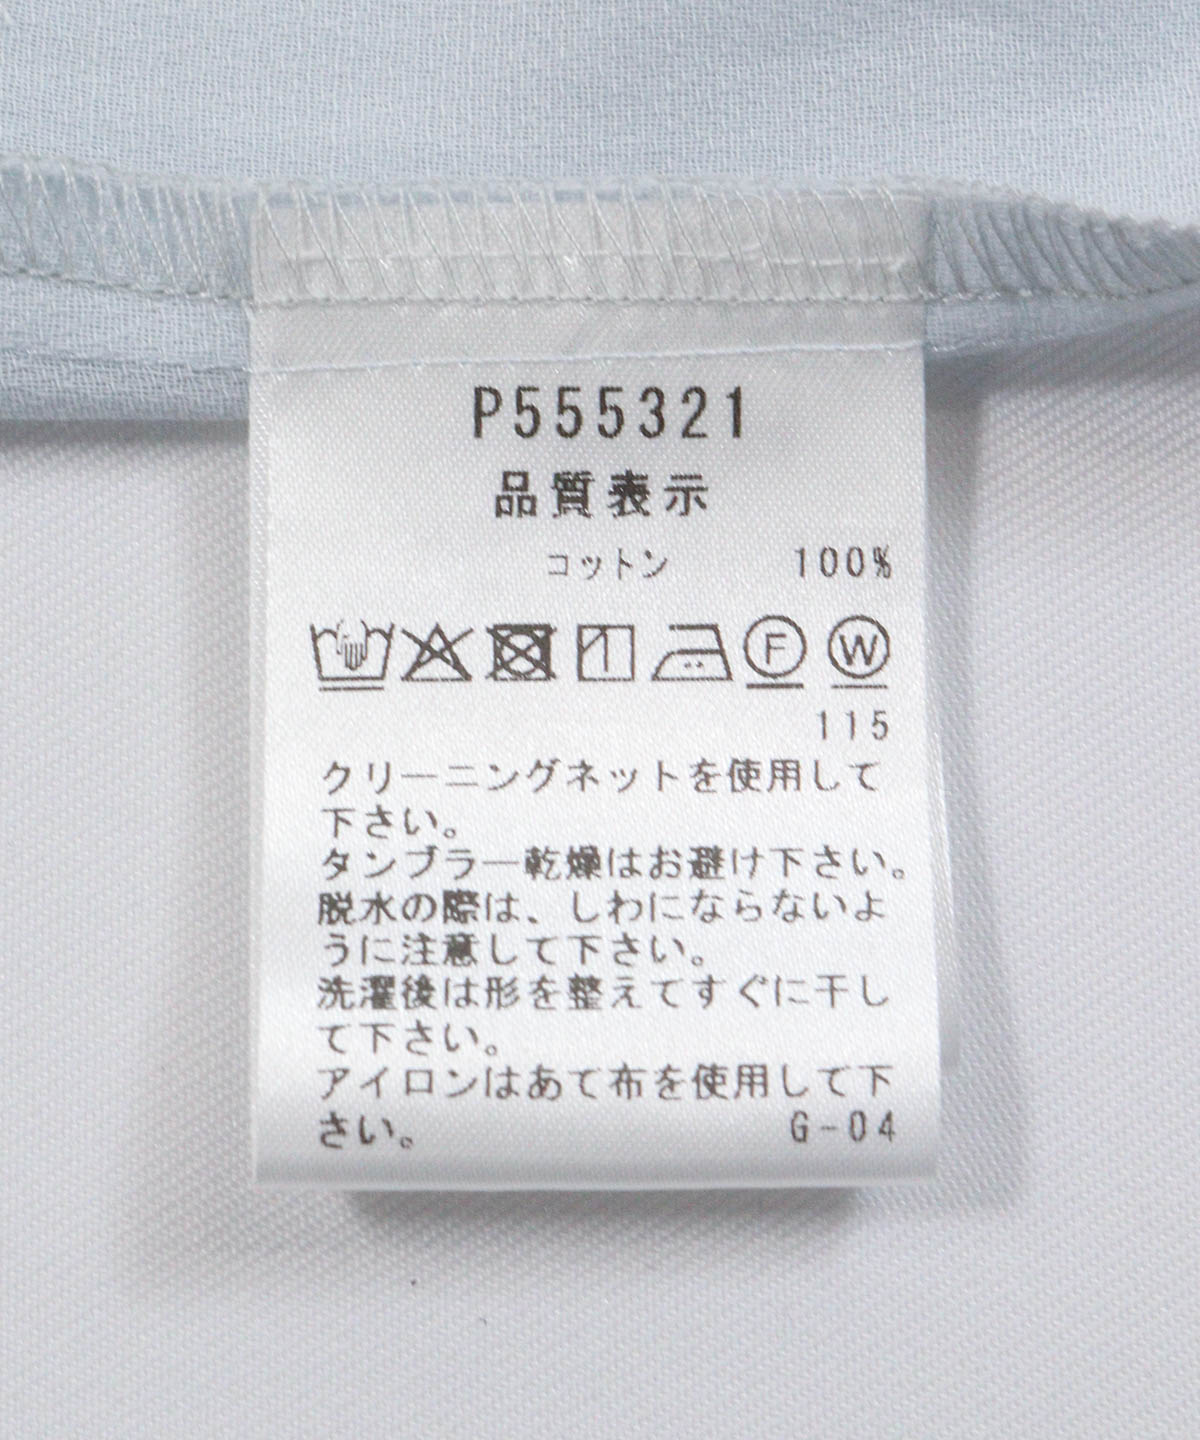 P555321
品質表示
コットン 100%
F W
115
クリーニングネットを使用して
下さい。
タンブラー乾燥はお避け下さい。
脱水の際は、しわにならないよ
うに注意して下さい。
洗濯後は形を整えてすぐに干し
て下さい。
アイロンはあて布を使用して下
さい。 G-04